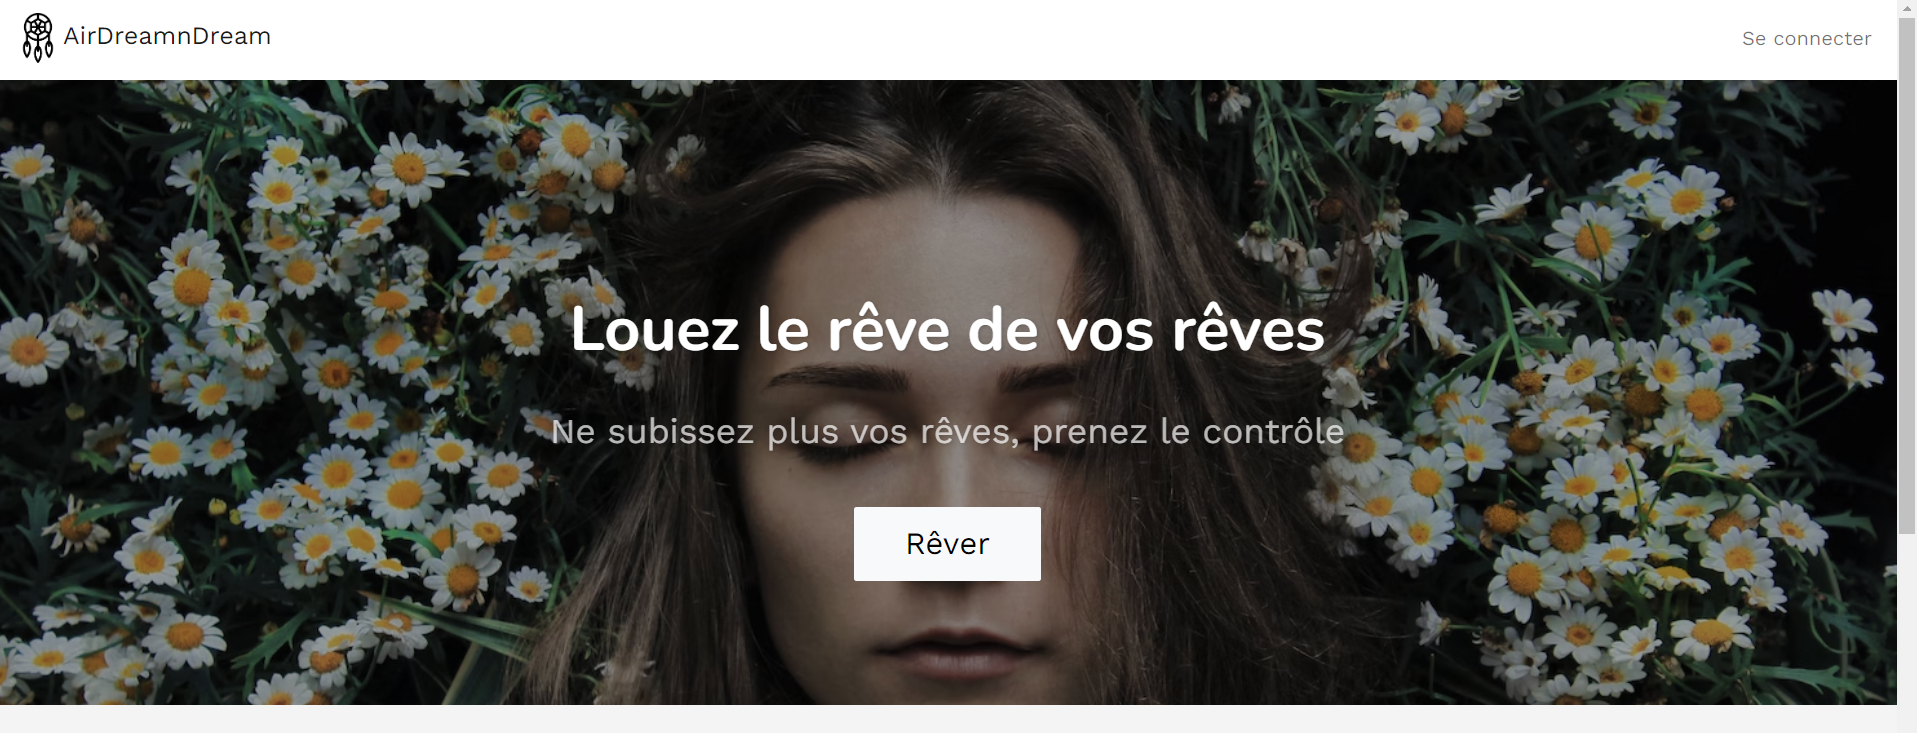 AirDreamnDream
Se connecter
Louez le rêve de vos rêves
Ne subissez plus vos rêves, prenez le contrôle
Rêver